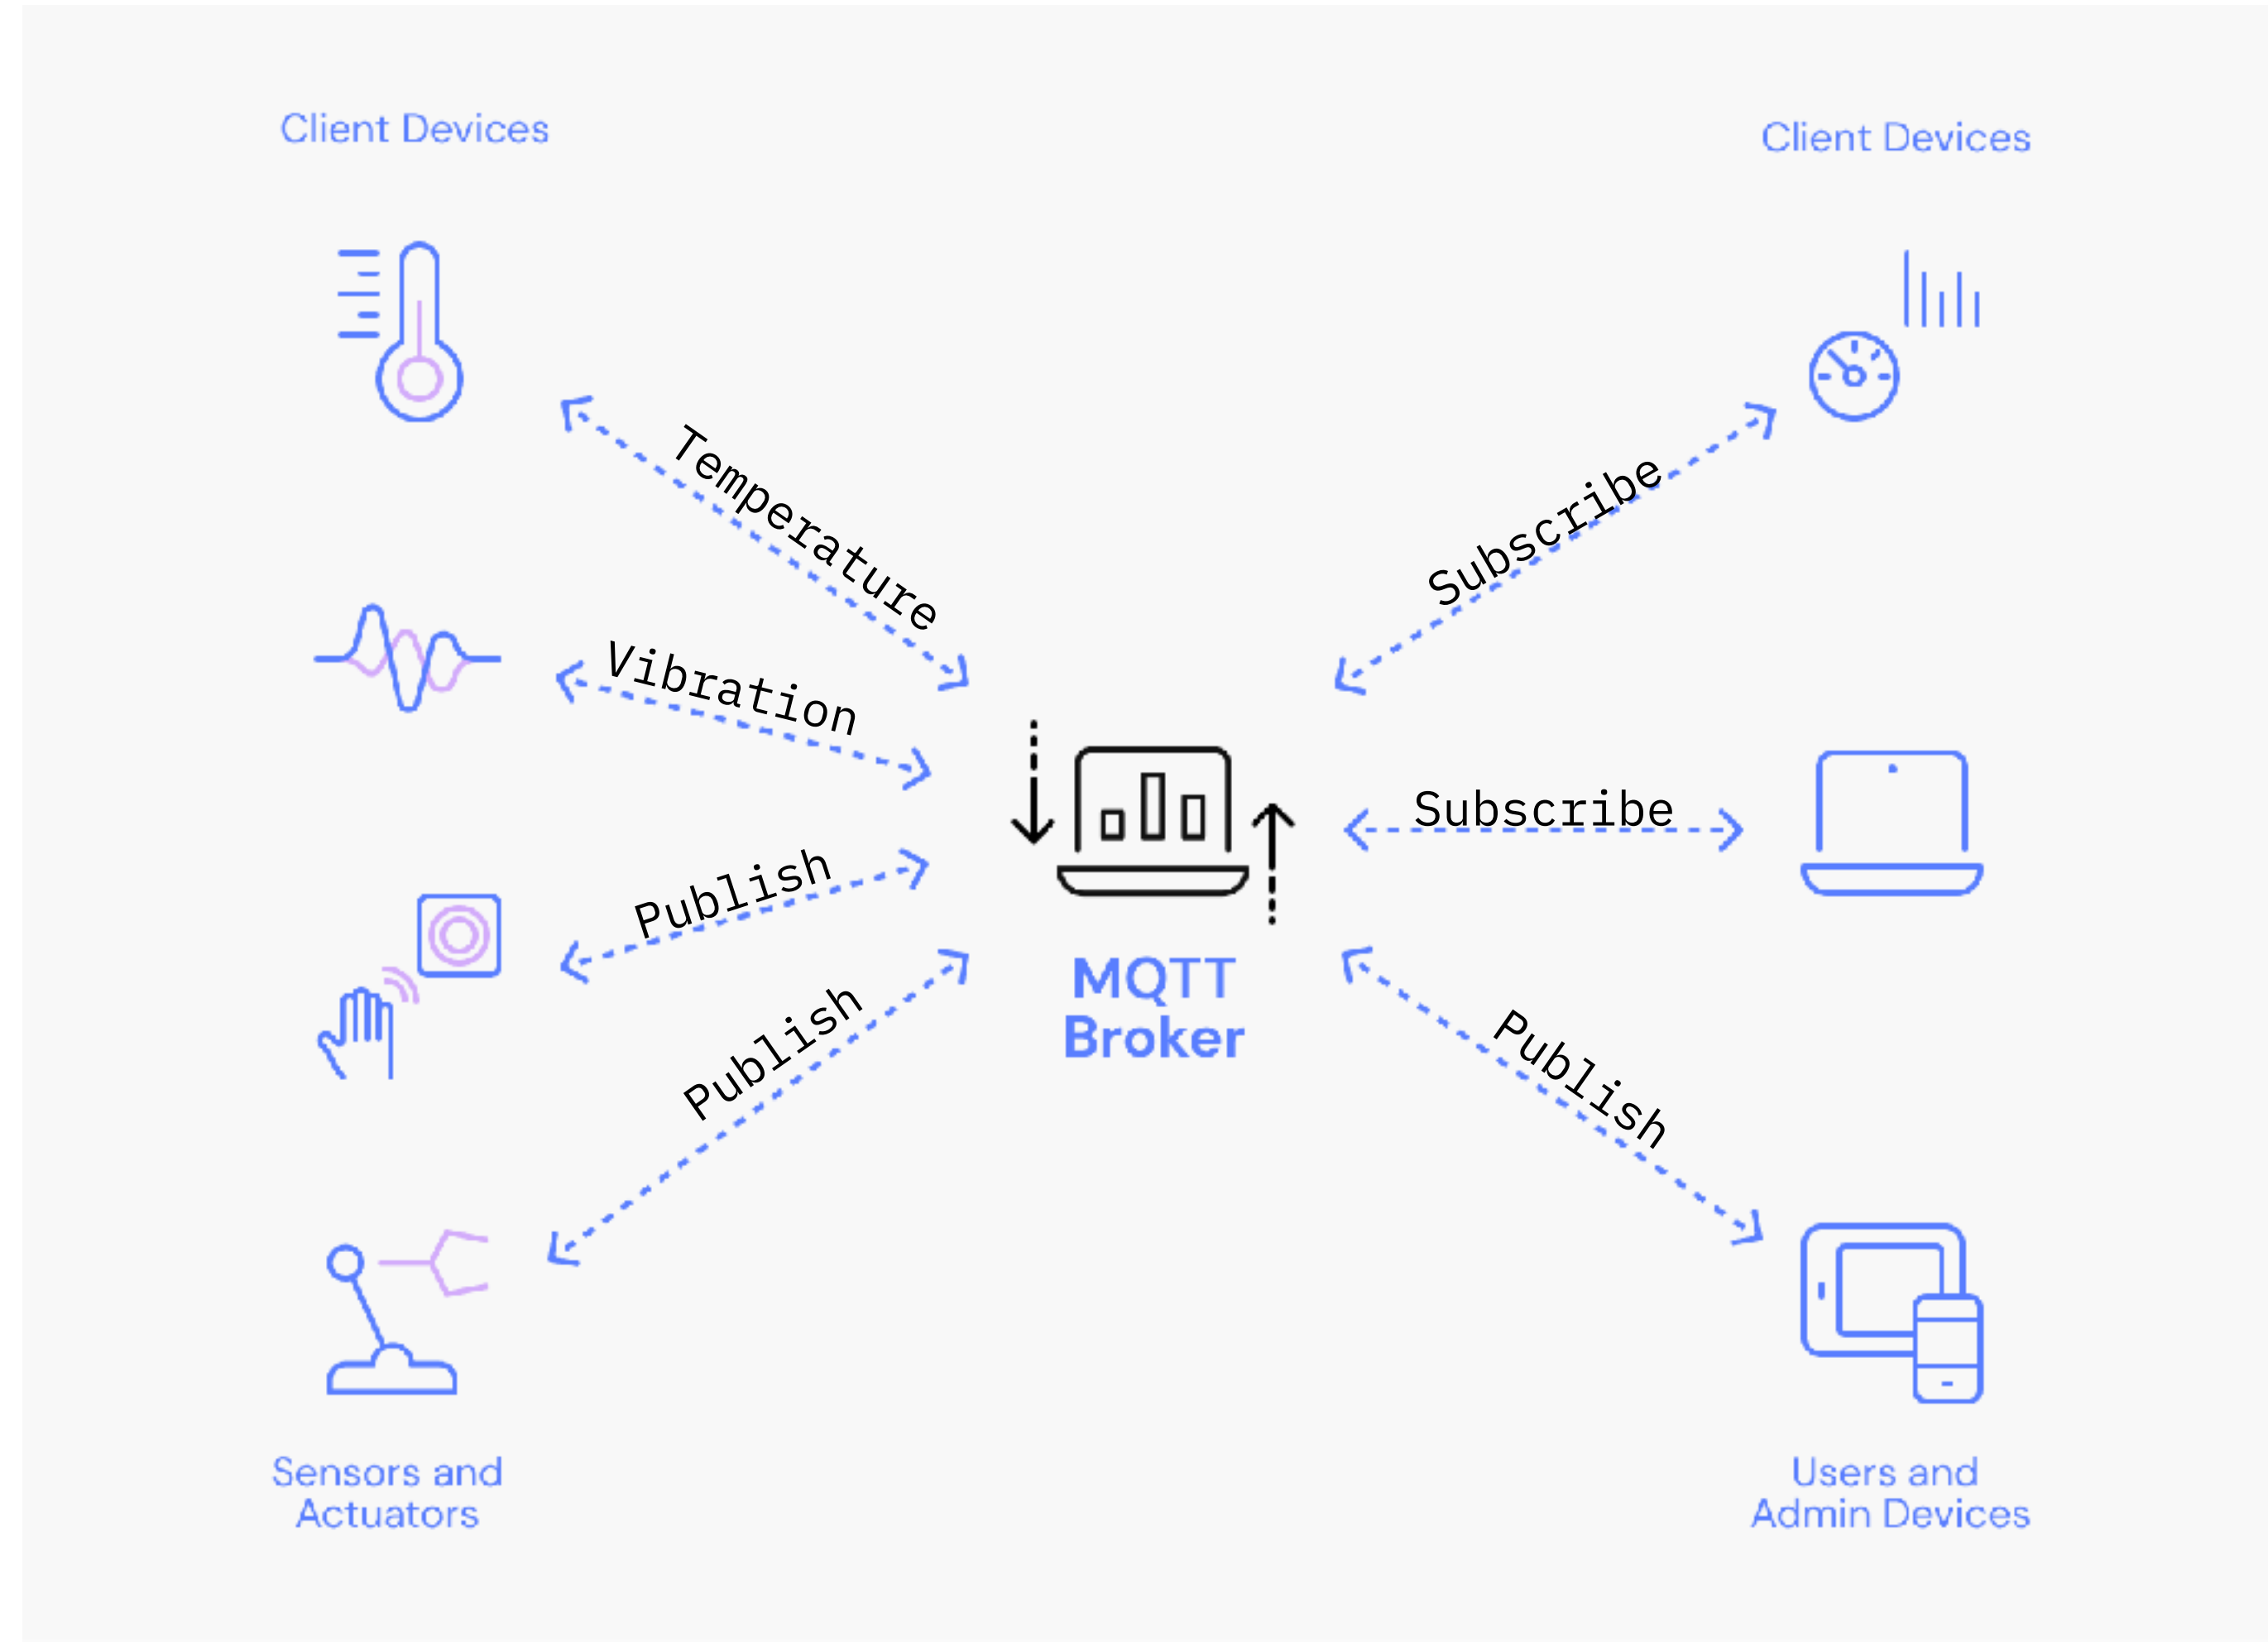 Client Devices
Client Devices
Temperature
Subscribe
Vibration
Subscribe
Publish
MQTT
Broker
Publish
Publish
Sensors and
Actuators
Users and
Admin Devices